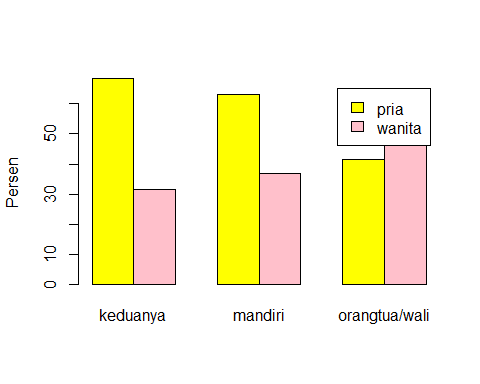 pria
wanita
Persen
50
30
10
0
keduanya
mandiri
orangtua/wali